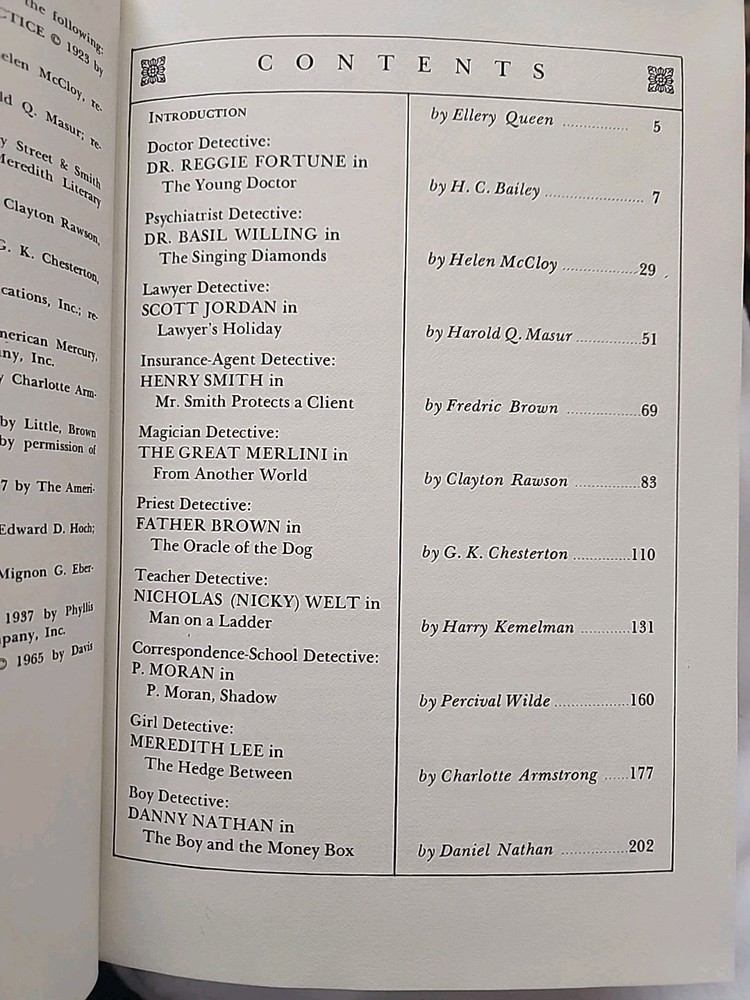 the following:
CTICE © 1923 by
elen McCloy, re-
ld Q. Masur; re-
y Street & Smith
Meredith Literary
Clayton Rawson,
G. K. Chesterton,
cations, Inc.; re-
merican Mercury,
ny, Inc.
y Charlotte Arm-
by Little, Brown
by permission of
7 by The Ameri-
Edward D. Hoch;
Mignon G. Eber-
1937 by Phyllis
pany, Inc.
© 1965 by Davis
CONTENTS
INTRODUCTION by Ellery Queen 5
Doctor Detective:
DR. REGGIE FORTUNE in
The Young Doctor by H. C. Bailey 7
Psychiatrist Detective:
DR. BASIL WILLING in
The Singing Diamonds by Helen McCloy 29
Lawyer Detective:
SCOTT JORDAN in
Lawyer's Holiday by Harold Q. Masur 51
Insurance-Agent Detective:
HENRY SMITH in
Mr. Smith Protects a Client by Fredric Brown 69
Magician Detective:
THE GREAT MERLINI in
From Another World by Clayton Rawson 83
Priest Detective:
FATHER BROWN in
The Oracle of the Dog by G. K. Chesterton 110
Teacher Detective:
NICHOLAS (NICKY) WELT in
Man on a Ladder by Harry Kemelman 131
Correspondence-School Detective:
P. MORAN in
P. Moran, Shadow by Percival Wilde 160
Girl Detective:
MEREDITH LEE in
The Hedge Between by Charlotte Armstrong 177
Boy Detective:
DANNY NATHAN in
The Boy and the Money Box by Daniel Nathan 202